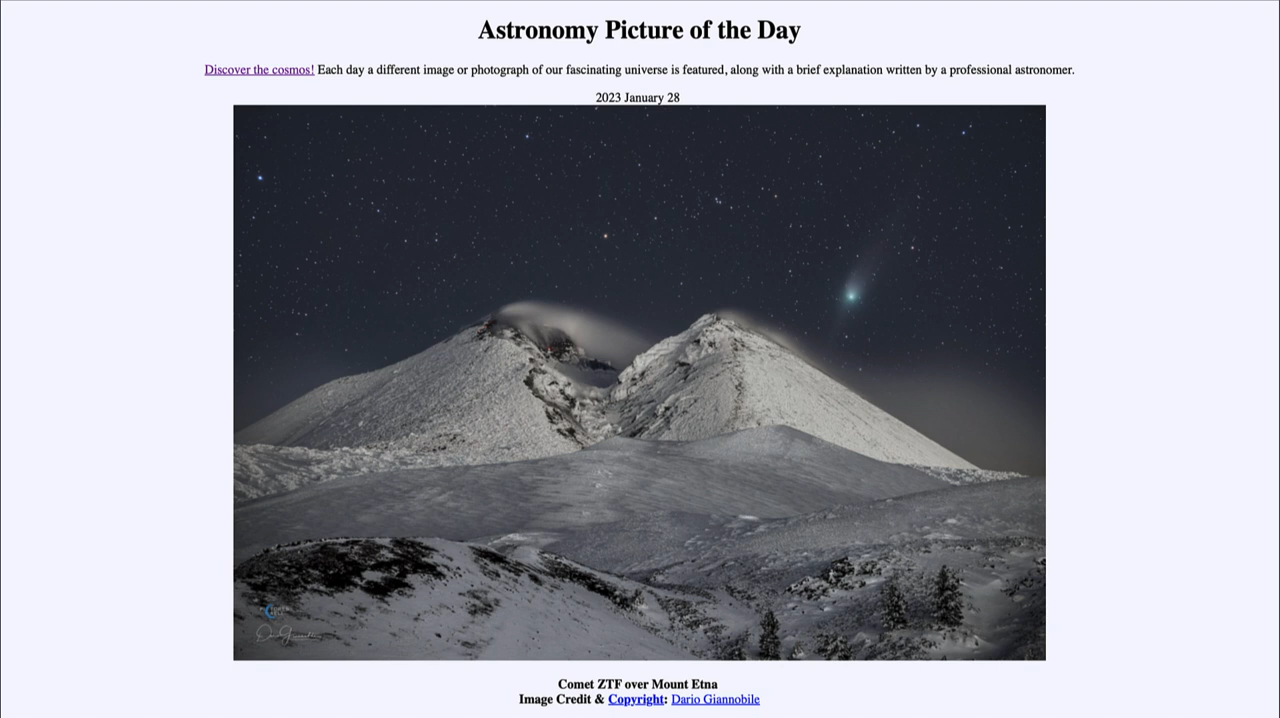 Astronomy Picture of the Day
Discover the cosmos! Each day a different image or photograph of our fascinating universe is featured, along with a brief explanation written by a professional astronomer.
2023 January 28
Comet ZTF over Mount Etna
Image Credit & Copyright: Dario Giannobile